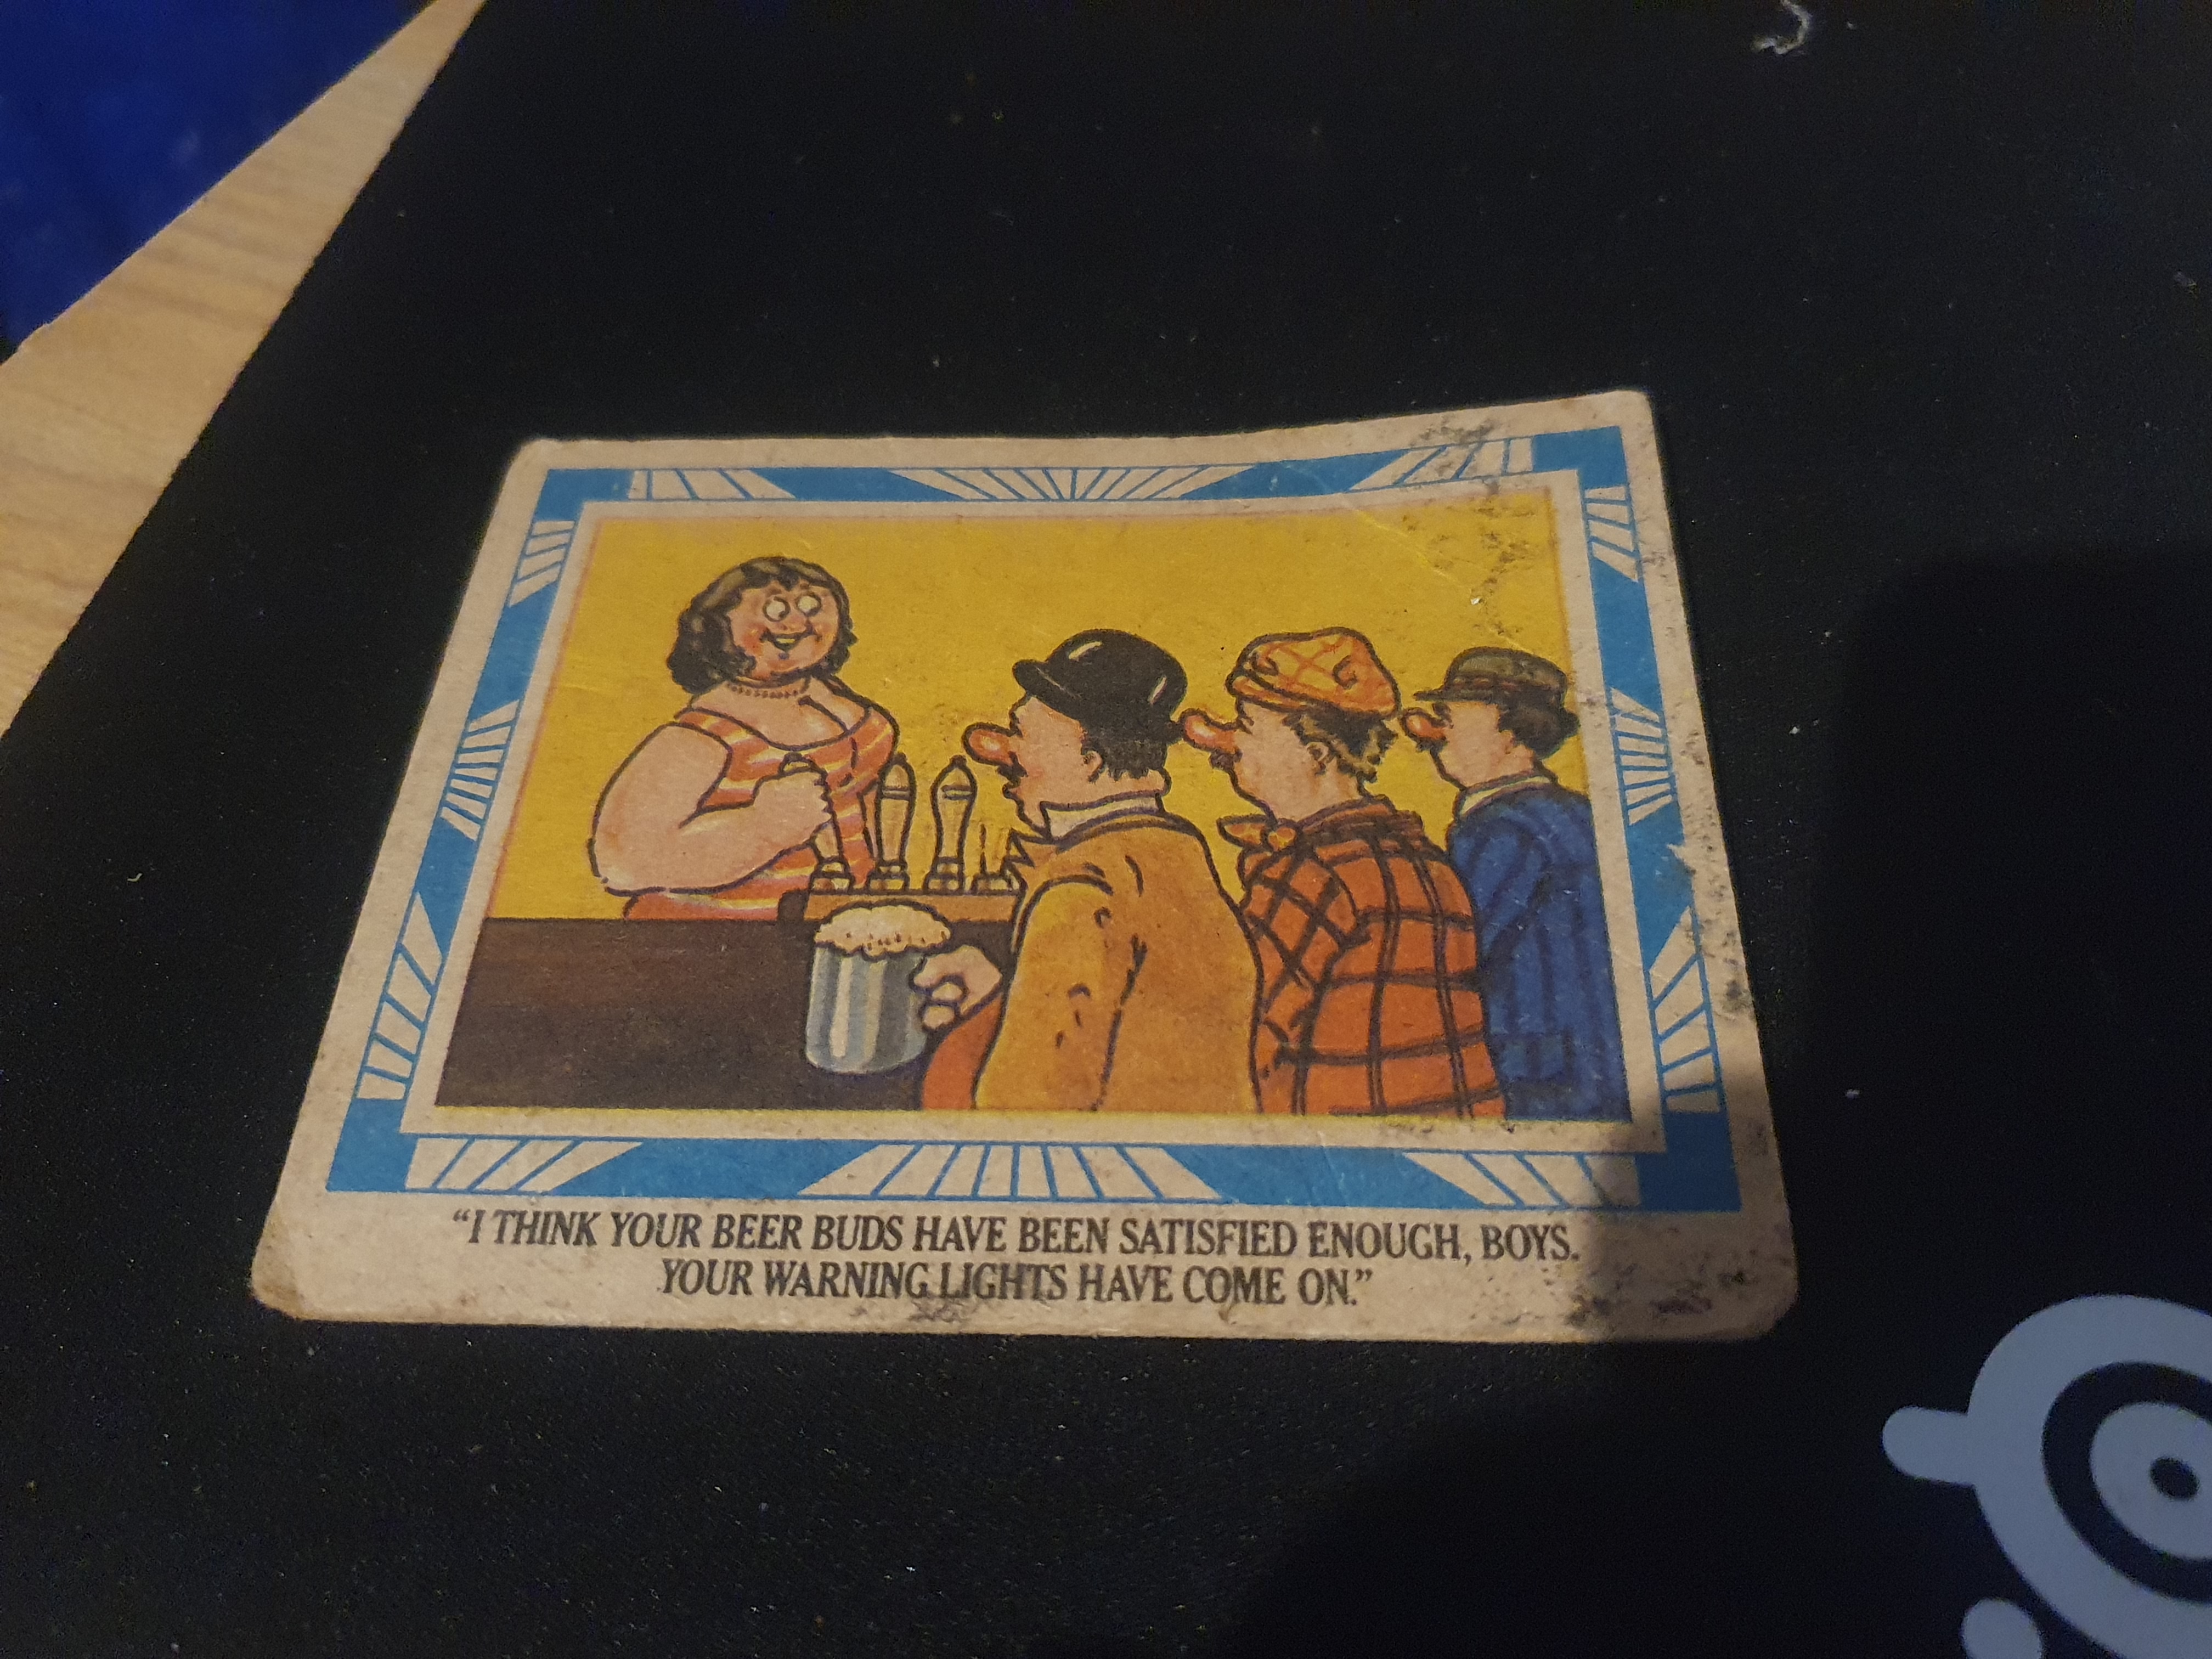 “I THINK YOUR BEER BUDS HAVE BEEN SATISFIED ENOUGH, BOYS.
YOUR WARNING LIGHTS HAVE COME ON.”